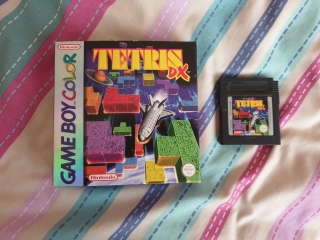 Nintendo
TETRIS
DX
GAME BOY COLOR
Nintendo
TETRIS
DX